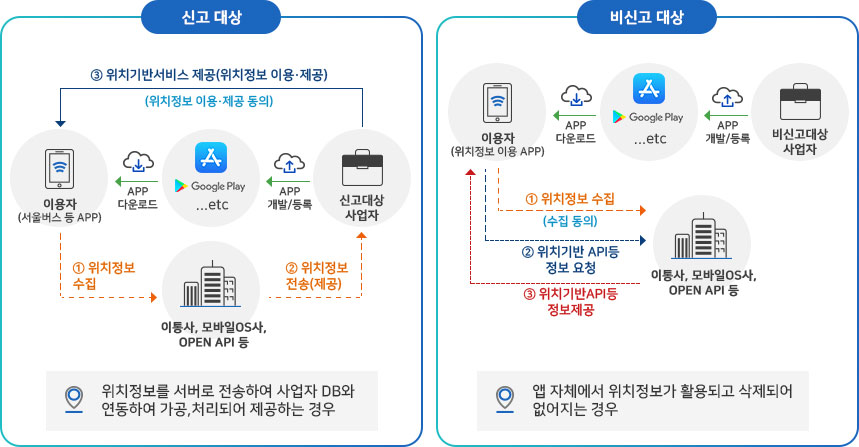 신고 대상
③ 위치기반서비스 제공(위치정보 이용·제공)
(위치정보 이용·제공 동의)
이용자
(서울버스 등 APP)
APP
다운로드
Google Play
...etc
APP
개발/등록
신고대상
사업자
① 위치정보
수집
② 위치정보
전송(제공)
이통사, 모바일OS사,
OPEN API 등
위치정보를 서버로 전송하여 사업자 DB와
연동하여 가공,처리되어 제공하는 경우
비신고 대상
이용자
(위치정보 이용 APP)
APP
다운로드
Google Play
...etc
APP
개발/등록
비신고대상
사업자
① 위치정보 수집
(수집 동의)
② 위치기반 API등
정보 요청
③ 위치기반API등
정보제공
이통사, 모바일OS사,
OPEN API 등
앱 자체에서 위치정보가 활용되고 삭제되어
없어지는 경우